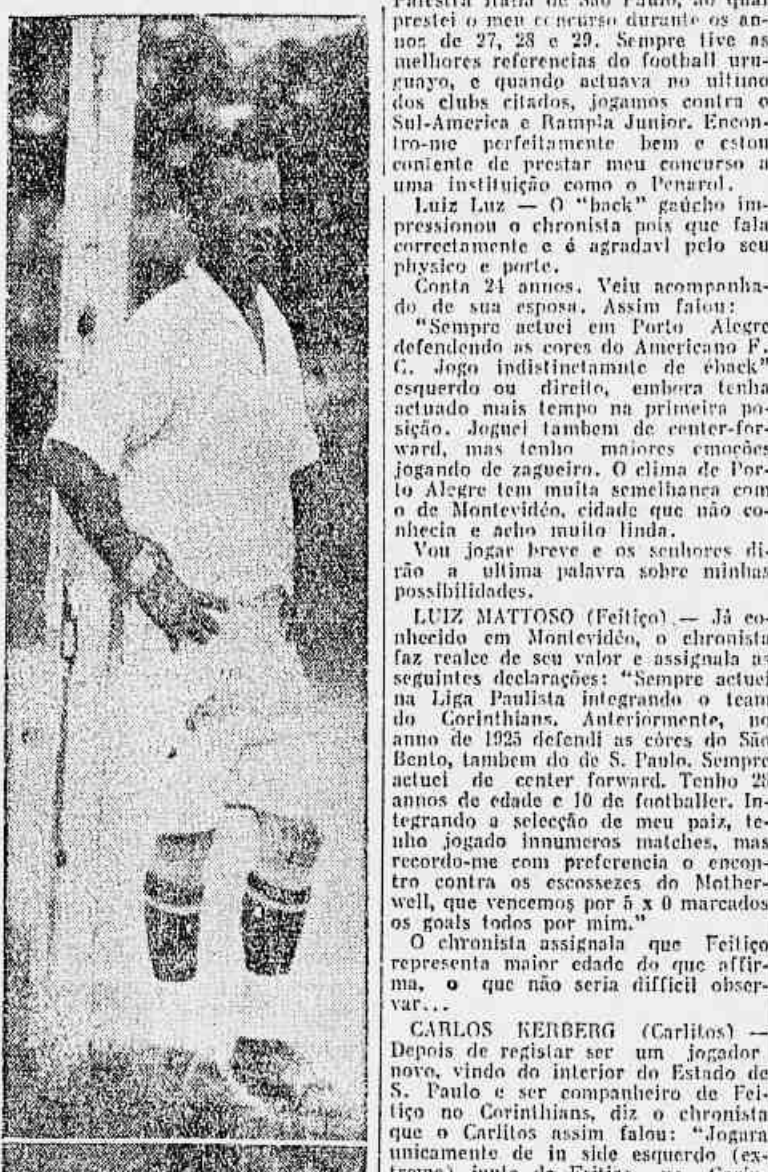 Palestra Italia de São Paulo, ao qual
prestei o meu concurso durante os an-
nos de 27, 28 e 29. Sempre tive as
melhores referencias do football uru-
guayo, e quando actuava no ultimo
dos clubs citados, jogamos contra o
Sul-America e Rampla Junior. Encon-
tro-me perfeitamente bem e estou
contente de prestar meu concurso a
uma instituição como o Penarol.
Luiz Luz — O "back" gaúcho im-
pressionou o chronista pois que fala
correctamente e é agradavl pelo seu
physico e porte.
Conta 24 annos. Veiu acompanha-
do de sua esposa. Assim falou:
"Sempre actuei em Porto Alegre
defendendo as cores do Americano F.
C. Jogo indistinctamnte de éback"
esquerdo ou direito, embora tenha
actuado mais tempo na primeira po-
sição. Joguei tambem de center-for-
ward, mas tenho maiores emoções
jogando de zagueiro. O clima de Por-
to Alegre tem muita semelhança com
o de Montevidéo, cidade que não co-
nhecia e acho muito linda.
Vou jogar breve e os senhores di-
rão a ultima palavra sobre minhas
possibilidades.
LUIZ MATTOSO (Feitiço) — Já co-
nhecido em Montevidéo, o chronista
faz realce de seu valor e assignala as
seguintes declarações: "Sempre actuei
na Liga Paulista integrando o team
do Corinthians. Anteriormente, no
anno de 1925 defendi as côres do São
Bento, tambem do de S. Paulo. Sempre
actuei de center forward. Tenho 28
annos de edade e 10 de footballer. In-
tegrando a selecção de meu paiz, te-
nho jogado innumeros matches, mas
recordo-me com preferencia o encon-
tro contra os escossezes do Mother-
well, que vencemos por 5 x 0 marcados
os goals todos por mim."
O chronista assignala que Feitiço
representa maior edade do que affir-
ma, o que não seria difficil obser-
var...
CARLOS KERBERG (Carlitos) —
Depois de registar ser um jogador
novo, vindo do interior do Estado de
S. Paulo e ser companheiro de Fei-
tiço no Corinthians, diz o chronista
que o Carlitos assim falou: "Jogara
unicamente de in side esquerdo (ex-